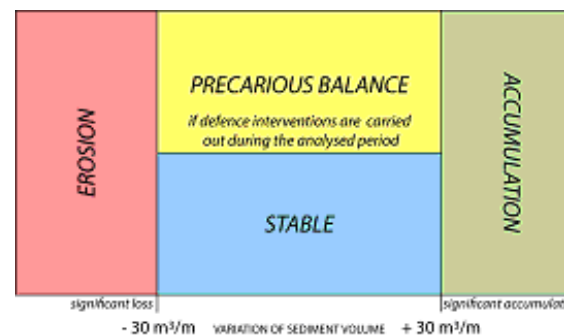 EROSION
PRECARIOUS BALANCE
if defence interventions are carried
out during the analysed period
STABLE
ACCUMULATION
significant loss
significant accumulat
- 30 m³/m VARIATION OF SEDIMENT VOLUME + 30 m³/m